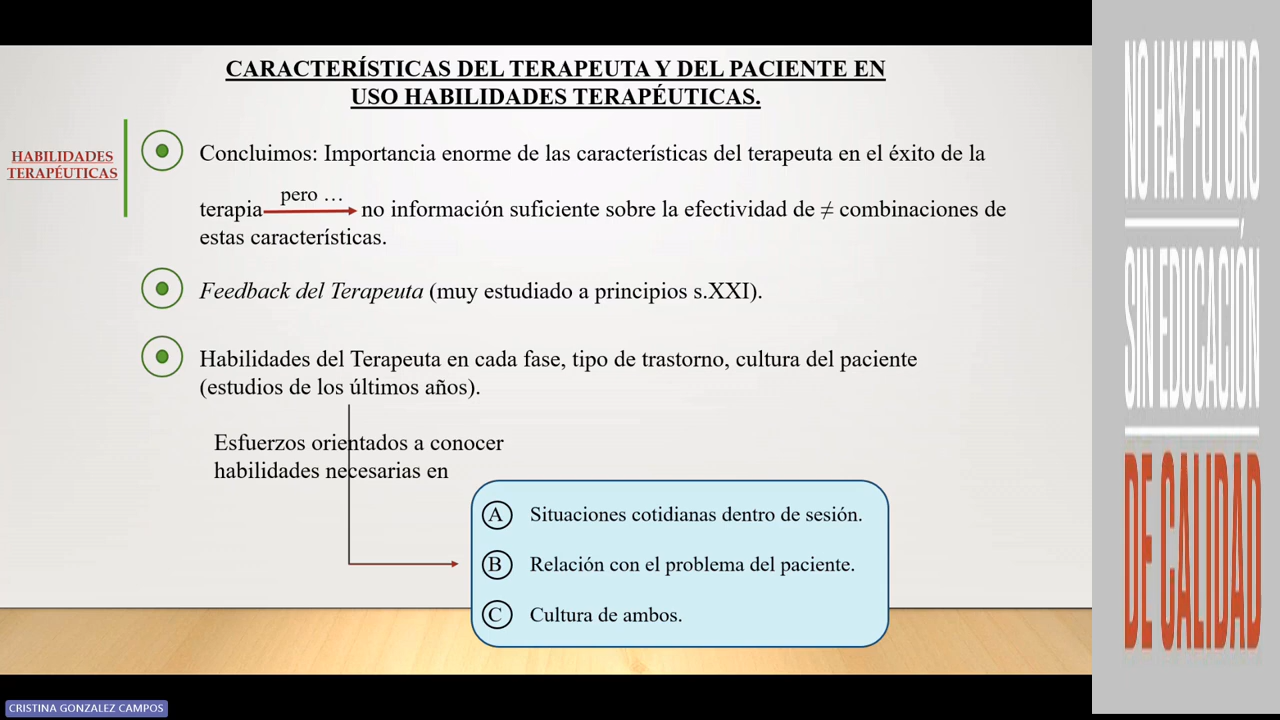 CARACTERÍSTICAS DEL TERAPEUTA Y DEL PACIENTE EN
USO HABILIDADES TERAPÉUTICAS.
HABILIDADES
TERAPÉUTICAS
Concluimos: Importancia enorme de las características del terapeuta en el éxito de la
pero …
terapia no información suficiente sobre la efectividad de ≠ combinaciones de
estas características.
Feedback del Terapeuta (muy estudiado a principios s.XXI).
Habilidades del Terapeuta en cada fase, tipo de trastorno, cultura del paciente
(estudios de los últimos años).
Esfuerzos orientados a conocer
habilidades necesarias en
A Situaciones cotidianas dentro de sesión.
B Relación con el problema del paciente.
C Cultura de ambos.
NO HAY FUTURO
SIN EDUCACIÓN
DE CALIDAD
CRISTINA GONZALEZ CAMPOS